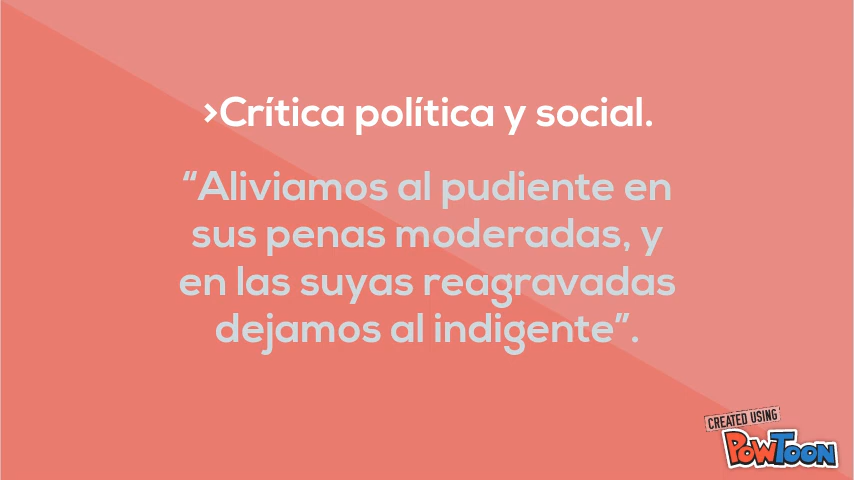 >Crítica política y social.
“Aliviamos al pudiente en
sus penas moderadas, y
en las suyas reagravadas
dejamos al indigente”.
CREATED USING
POWTOON